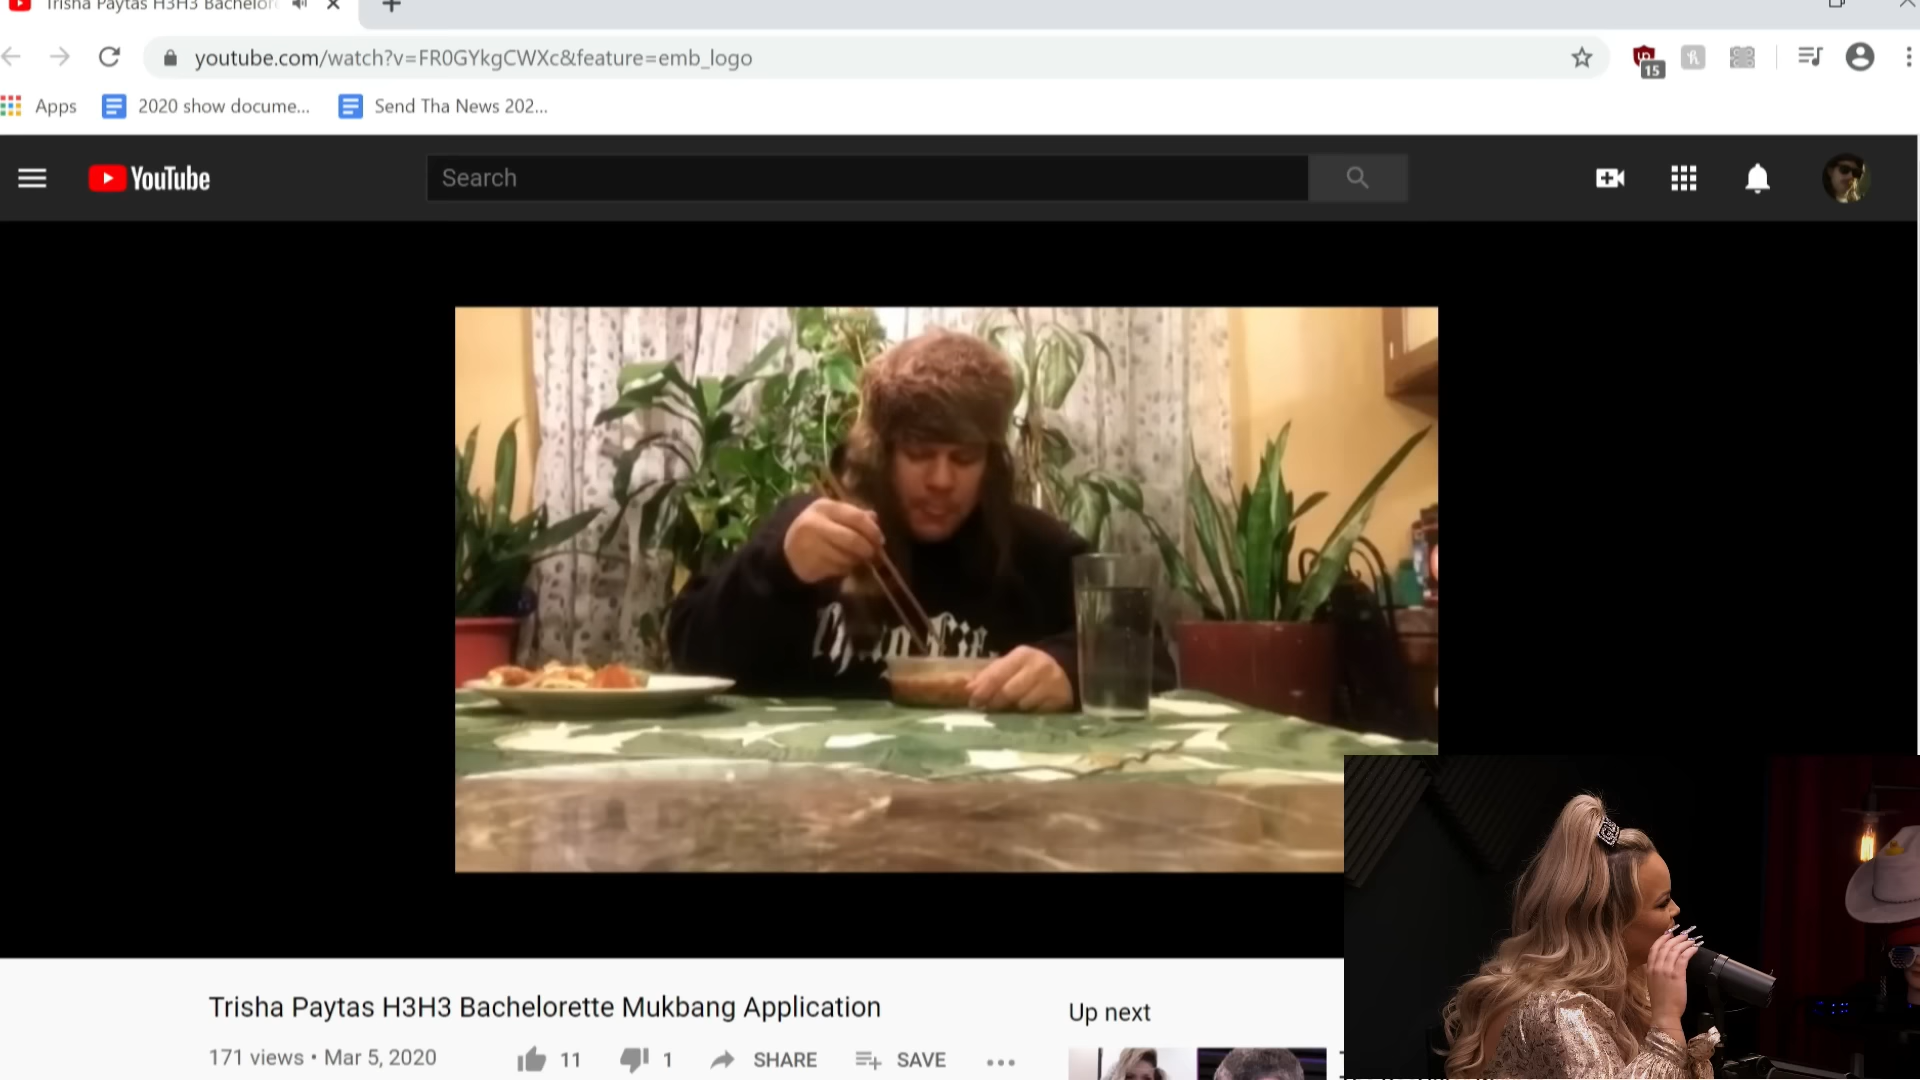 Trisha Paytas H3H3 Bachelor
youtube.com/watch?v=FR0GYkgCWXc&feature=emb_logo
15
Apps
2020 show docume...
Send Tha News 202...
YouTube
Search
Trisha Paytas H3H3 Bachelorette Mukbang Application
171 views • Mar 5, 2020
11
1
SHARE
SAVE
Up next